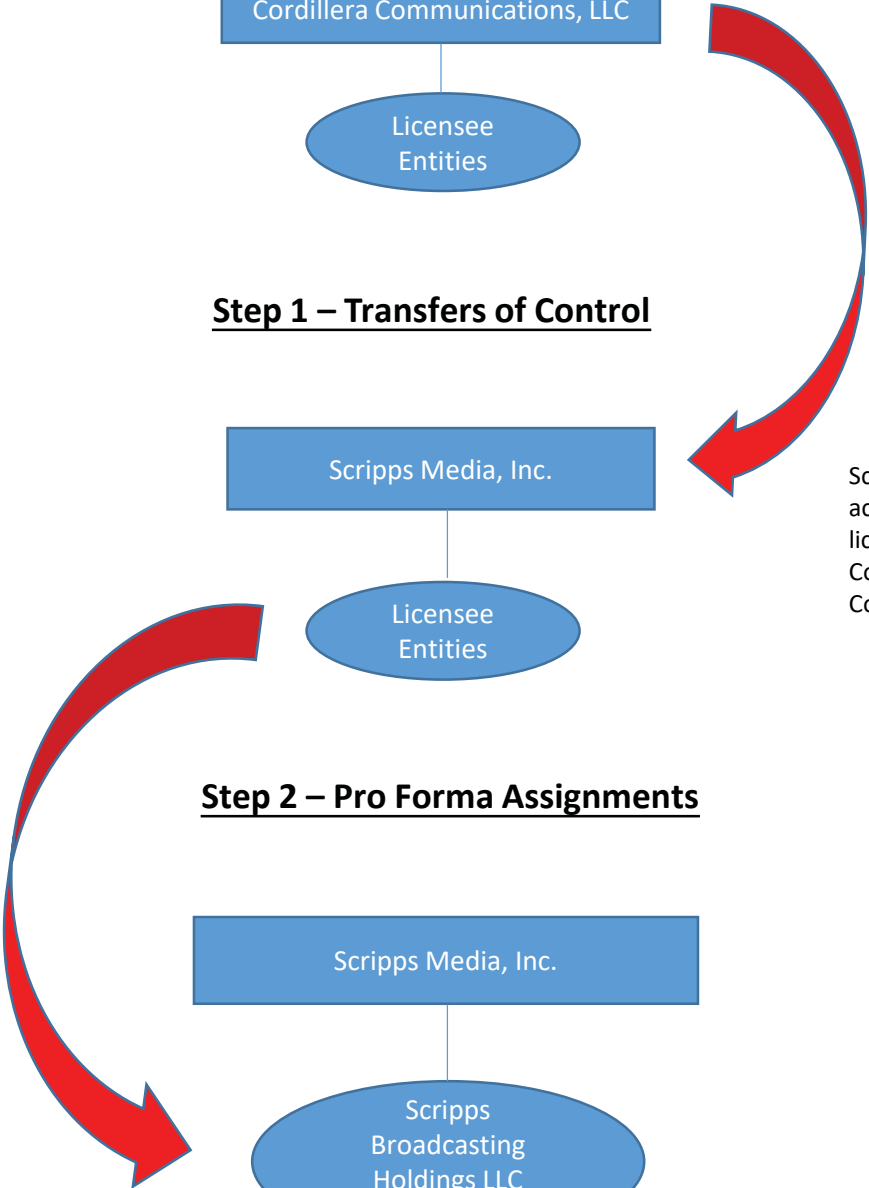 Cordillera Communications, LLC
Licensee
Entities
Step 1 – Transfers of Control
Scripps Media, Inc.
Licensee
Entities
Step 2 – Pro Forma Assignments
Scripps Media, Inc.
Scripps
Broadcasting
Holdings LLC